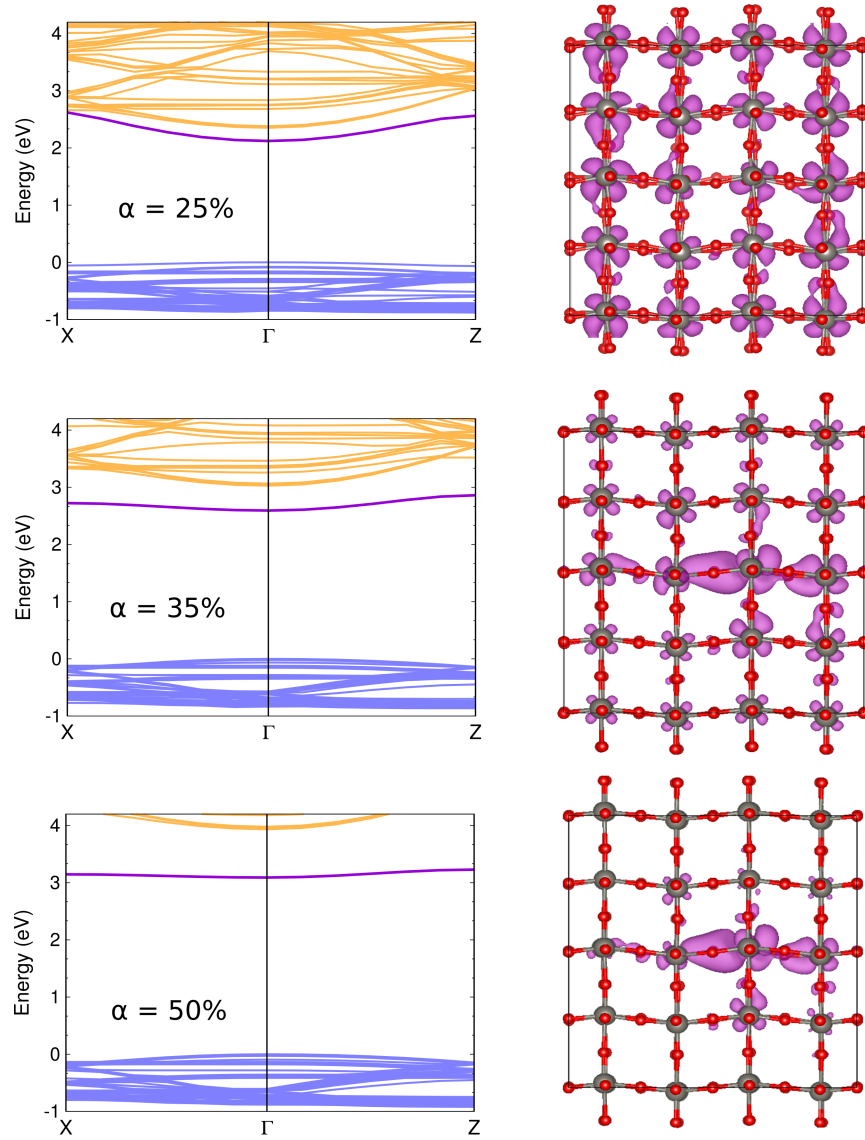 4
3
2
1
0
-1
Energy (eV)
α = 25%
X Γ Z
4
3
2
1
0
-1
Energy (eV)
α = 35%
X Γ Z
4
3
2
1
0
-1
Energy (eV)
α = 50%
X Γ Z